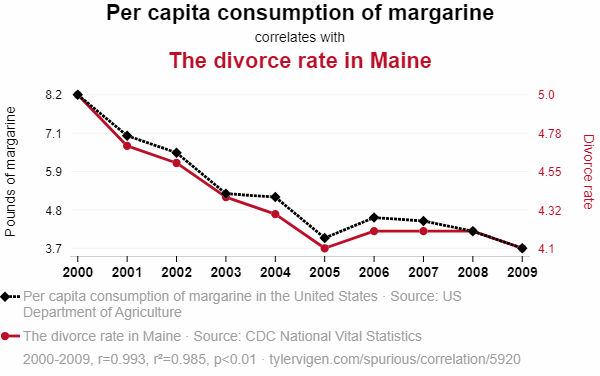 Per capita consumption of margarine
correlates with
The divorce rate in Maine
Pounds of margarine
8.2
7.1
5.9
4.8
3.7
5.0
4.78
4.55
4.32
4.1
Divorce rate
2000 2001 2002 2003 2004 2005 2006 2007 2008 2009
Per capita consumption of margarine in the United States · Source: US
Department of Agriculture
The divorce rate in Maine · Source: CDC National Vital Statistics
2000-2009, r=0.993, r²=0.985, p<0.01 · tylervigen.com/spurious/correlation/5920